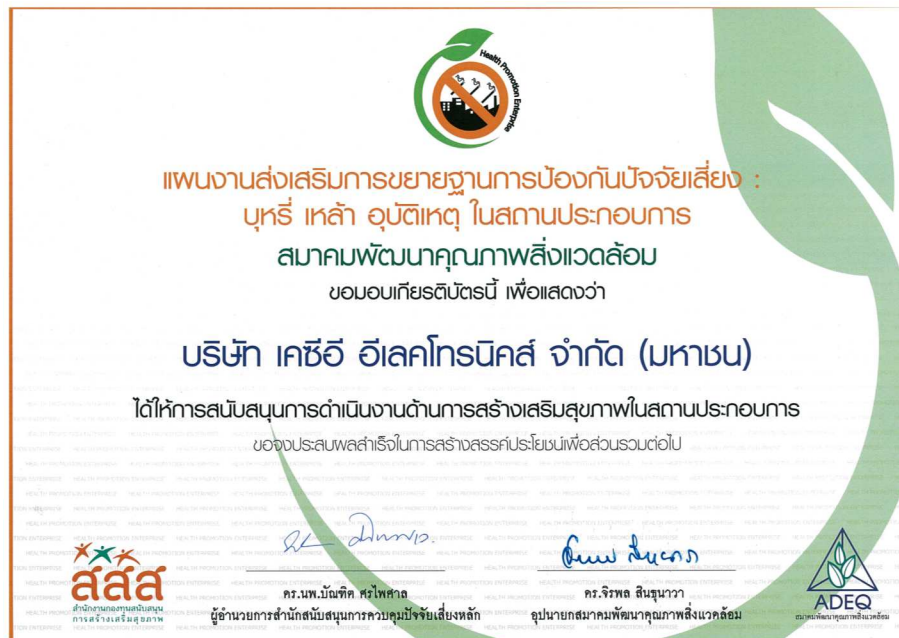 Health Promotion Enterprise
แผนงานส่งเสริมการขยายฐานการป้องกันปัจจัยเสี่ยง :
บุหรี่ เหล้า อุบัติเหตุ ในสถานประกอบการ
สมาคมพัฒนาคุณภาพสิ่งแวดล้อม
ขอมอบเกียรติบัตรนี้ เพื่อแสดงว่า
บริษัท เคซีอี อีเลคโทรนิคส์ จำกัด (มหาชน)
ได้ให้การสนับสนุนการดำเนินงานด้านการสร้างเสริมสุขภาพในสถานประกอบการ
ขอจงประสบผลสำเร็จในการสร้างสรรค์ประโยชน์เพื่อส่วนรวมต่อไป
สสส
สำนักงานกองทุนสนับสนุน
การสร้างเสริมสุขภาพ
ดร.นพ.บัณฑิต ศรไพศาล
ผู้อำนวยการสำนักสนับสนุนการควบคุมปัจจัยเสี่ยงหลัก
ดร.จิรพล สินธุนาวา
อุปนายกสมาคมพัฒนาคุณภาพสิ่งแวดล้อม
ADEQ
สมาคมพัฒนาคุณภาพสิ่งแวดล้อม